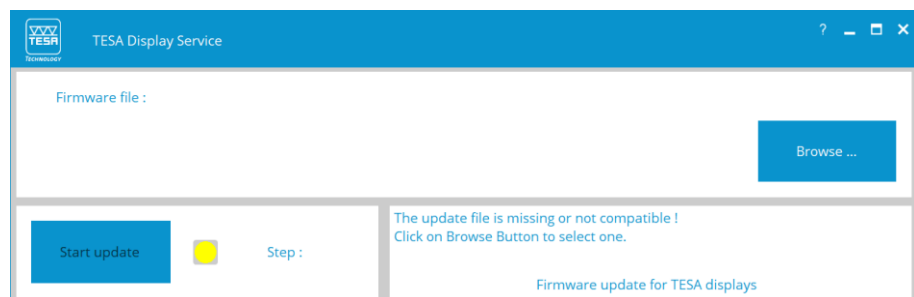 TESA
TECHNOLOGY
TESA Display Service
?
Firmware file :
Browse ...
Start update
Step :
The update file is missing or not compatible !
Click on Browse Button to select one.
Firmware update for TESA displays